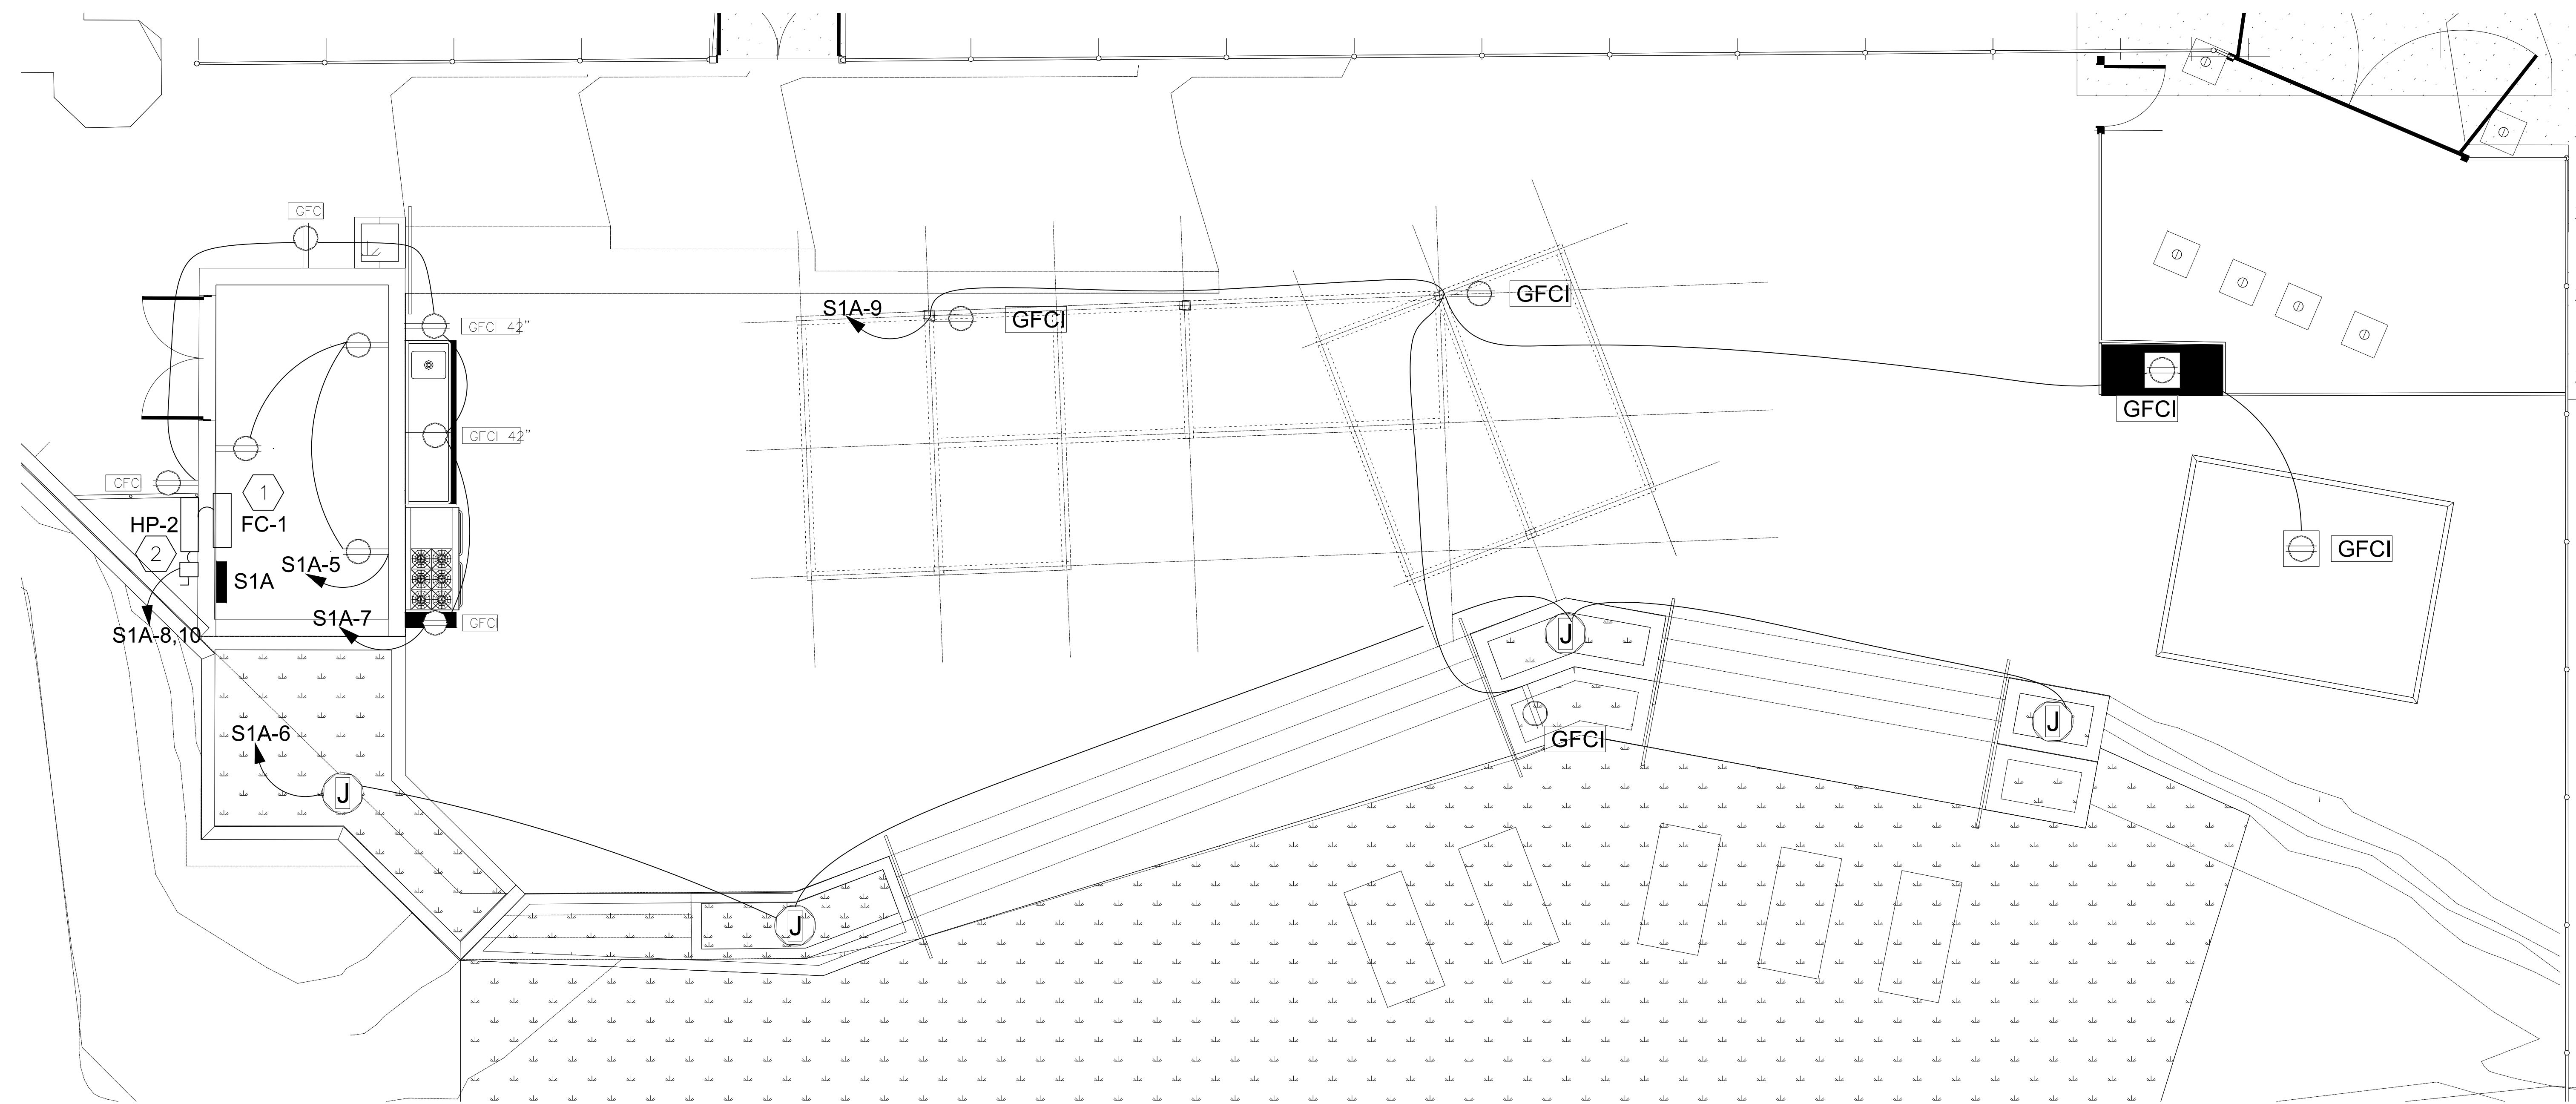 GFCI
S1A-9
GFCI
GFCI
GFCI 42"
GFCI
GFCI 42"
GFCI
1
HP-2
FC-1
2
S1A-5
S1A
GFCI
S1A-7
GFCI
S1A-8,10
J
S1A-6
J
GFCI
J
J